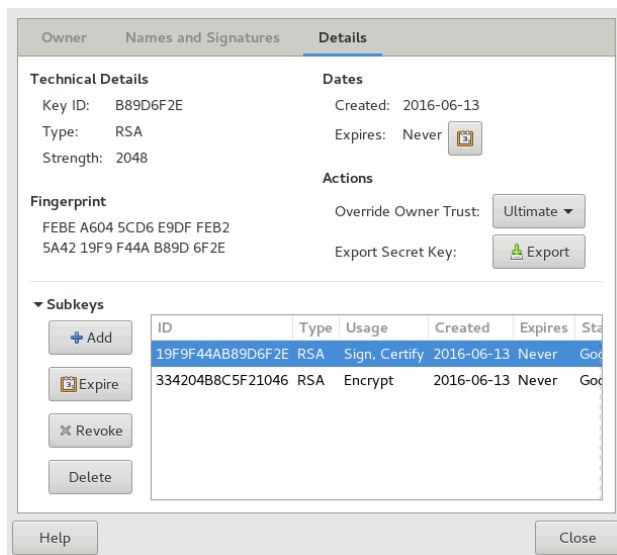 Owner Names and Signatures Details
Technical Details
Key ID: B89D6F2E
Type: RSA
Strength: 2048
Fingerprint
FEBE A604 5CD6 E9DF FEB2
5A42 19F9 F44A B89D 6F2E
Dates
Created: 2016-06-13
Expires: Never
Actions
Override Owner Trust: Ultimate
Export Secret Key: Export
Subkeys
Add
Expire
Revoke
Delete
ID Type Usage Created Expires Sta
19F9F44AB89D6F2E RSA Sign, Certify 2016-06-13 Never Goo
334204B8C5F21046 RSA Encrypt 2016-06-13 Never Goo
Help Close